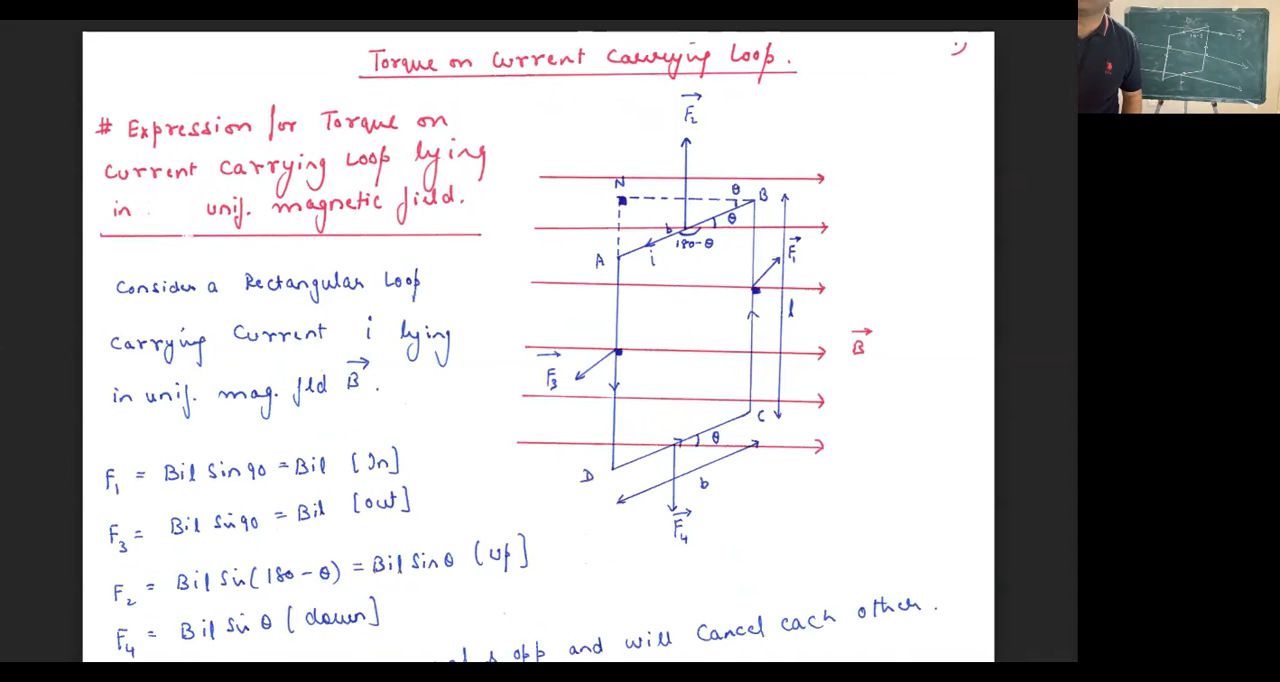 Torque on Current Carrying Loop.
# Expression for Torque on
Current Carrying Loop lying
in unif. magnetic field.
Consider a Rectangular Loop
Carrying Current i lying
in unif. mag. fld B→.
F₁ = Bil Sin 90 = Bil [In]
F₃ = Bil Sin 90 = Bil [out]
F₂ = Bil Sin (180 - θ) = Bil Sin θ (up]
F₄ = Bil Sin θ [down]
& opp and will Cancel each other.
F₂→
N
θ
B
b
θ
180-θ
A
i
F₁→
l
B→
F₃→
C
θ
D
b
F₄→